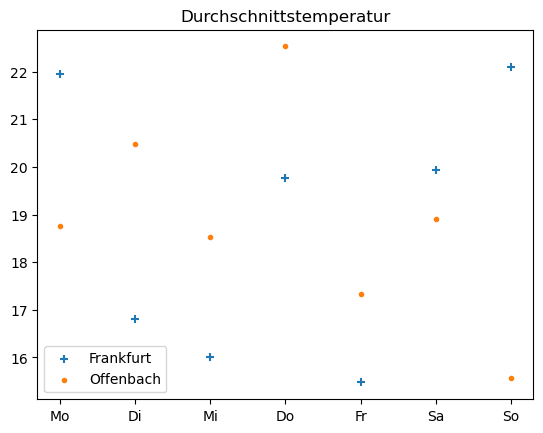 Durchschnittstemperatur
22
21
20
19
18
17
16
Frankfurt
Offenbach
Mo Di Mi Do Fr Sa So